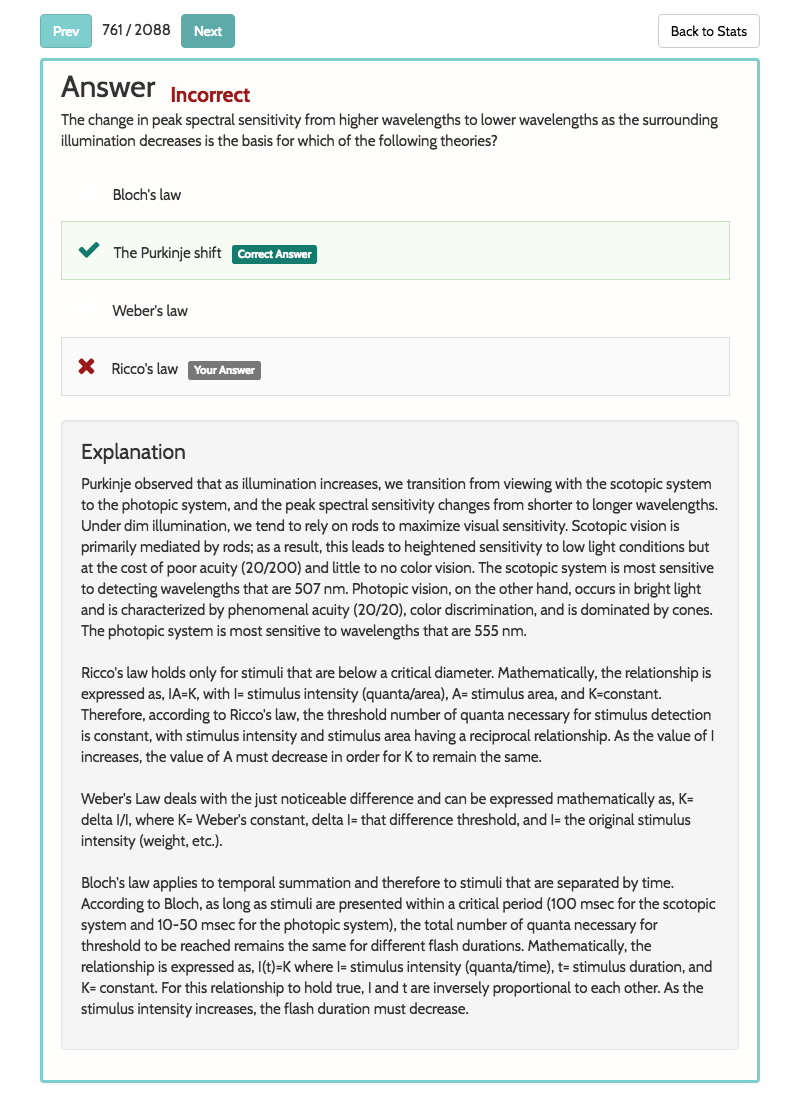 Prev 761 / 2088 Next Back to Stats
Answer Incorrect
The change in peak spectral sensitivity from higher wavelengths to lower wavelengths as the surrounding
illumination decreases is the basis for which of the following theories?
Bloch's law
The Purkinje shift Correct Answer
Weber's law
Ricco's law Your Answer
Explanation
Purkinje observed that as illumination increases, we transition from viewing with the scotopic system
to the photopic system, and the peak spectral sensitivity changes from shorter to longer wavelengths.
Under dim illumination, we tend to rely on rods to maximize visual sensitivity. Scotopic vision is
primarily mediated by rods; as a result, this leads to heightened sensitivity to low light conditions but
at the cost of poor acuity (20/200) and little to no color vision. The scotopic system is most sensitive
to detecting wavelengths that are 507 nm. Photopic vision, on the other hand, occurs in bright light
and is characterized by phenomenal acuity (20/20), color discrimination, and is dominated by cones.
The photopic system is most sensitive to wavelengths that are 555 nm.
Ricco's law holds only for stimuli that are below a critical diameter. Mathematically, the relationship is
expressed as, IA=K, with I= stimulus intensity (quanta/area), A= stimulus area, and K=constant.
Therefore, according to Ricco's law, the threshold number of quanta necessary for stimulus detection
is constant, with stimulus intensity and stimulus area having a reciprocal relationship. As the value of I
increases, the value of A must decrease in order for K to remain the same.
Weber's Law deals with the just noticeable difference and can be expressed mathematically as, K=
delta I/I, where K= Weber's constant, delta I= that difference threshold, and I= the original stimulus
intensity (weight, etc.).
Bloch's law applies to temporal summation and therefore to stimuli that are separated by time.
According to Bloch, as long as stimuli are presented within a critical period (100 msec for the scotopic
system and 10-50 msec for the photopic system), the total number of quanta necessary for
threshold to be reached remains the same for different flash durations. Mathematically, the
relationship is expressed as, I(t)=K where I= stimulus intensity (quanta/time), t= stimulus duration, and
K= constant. For this relationship to hold true, I and t are inversely proportional to each other. As the
stimulus intensity increases, the flash duration must decrease.